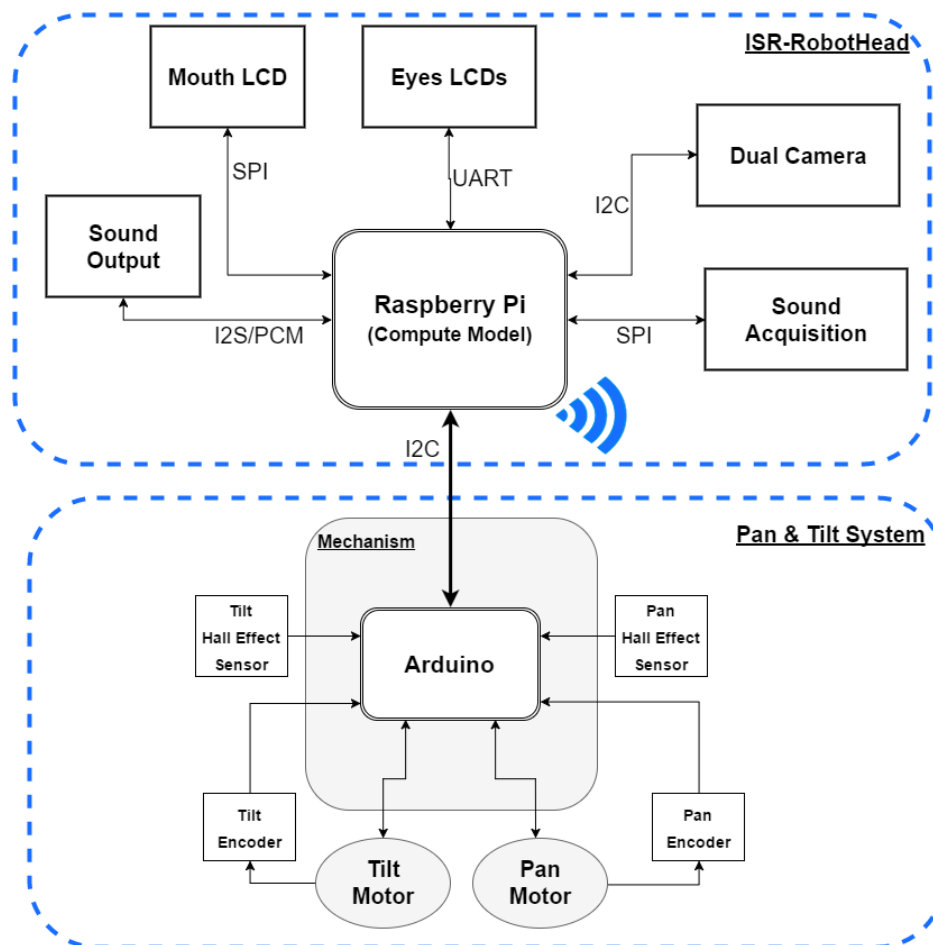 ISR-RobotHead
Mouth LCD
Eyes LCDs
Dual Camera
SPI
UART
I2C
Sound
Output
Raspberry Pi
(Compute Model)
Sound
Acquisition
I2S/PCM
SPI
I2C
Pan & Tilt System
Mechanism
Tilt
Hall Effect
Sensor
Arduino
Pan
Hall Effect
Sensor
Tilt
Encoder
Pan
Encoder
Tilt
Motor
Pan
Motor